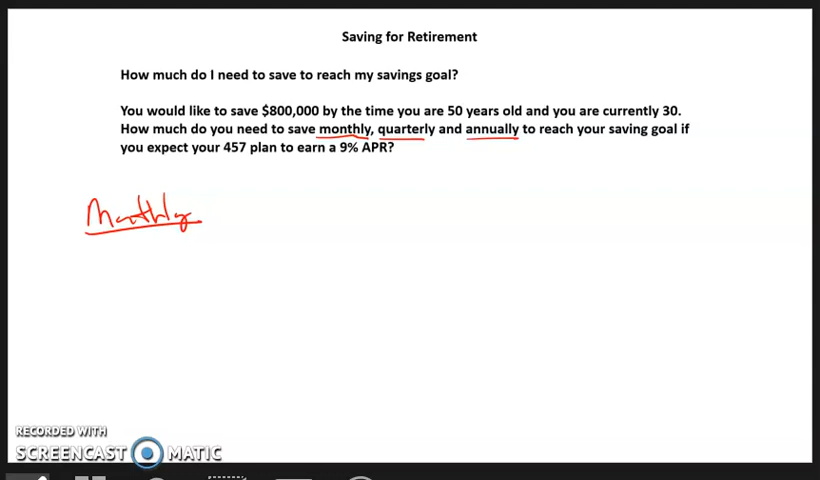 Saving for Retirement
How much do I need to save to reach my savings goal?
You would like to save $800,000 by the time you are 50 years old and you are currently 30.
How much do you need to save monthly, quarterly and annually to reach your saving goal if
you expect your 457 plan to earn a 9% APR?
Monthly
RECORDED WITH
SCREENCAST MATIC